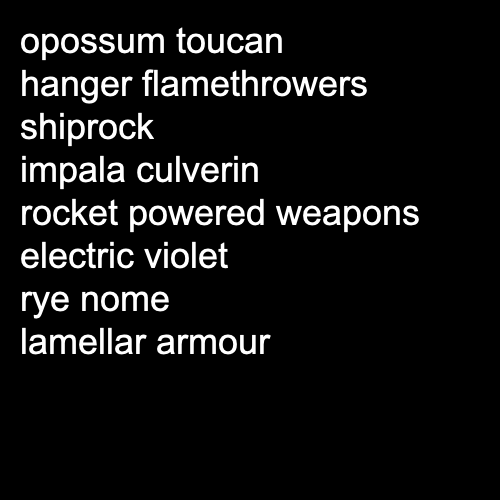 opossum toucan
hanger flamethrowers
shiprock
impala culverin
rocket powered weapons
electric violet
rye nome
lamellar armour